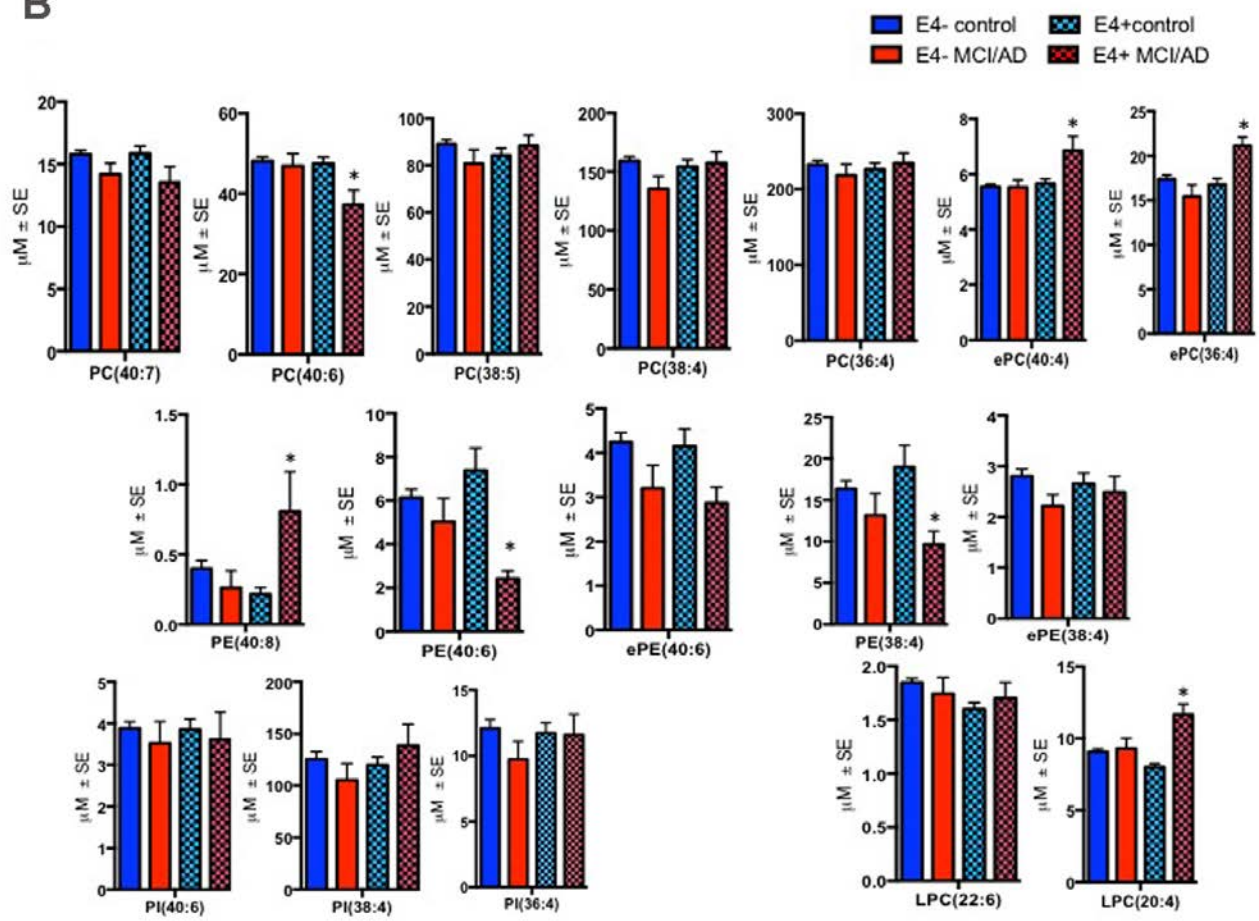 B
E4- control E4+control
E4- MCI/AD E4+ MCI/AD
μM ± SE
20
15
10
5
0
PC(40:7)
μM ± SE
60
40
20
0
*
PC(40:6)
μM ± SE
100
80
60
40
20
0
PC(38:5)
μM ± SE
200
150
100
50
0
PC(38:4)
μM ± SE
300
200
100
0
PC(36:4)
μM ± SE
8
6
4
2
0
*
ePC(40:4)
μM ± SE
25
20
15
10
5
0
*
ePC(36:4)
μM ± SE
1.5
1.0
0.5
0.0
*
PE(40:8)
μM ± SE
10
8
6
4
2
0
*
PE(40:6)
μM ± SE
5
4
3
2
1
0
ePE(40:6)
μM ± SE
25
20
15
10
5
0
*
PE(38:4)
μM ± SE
4
3
2
1
0
ePE(38:4)
μM ± SE
5
4
3
2
1
0
PI(40:6)
μM ± SE
200
150
100
50
0
PI(38:4)
μM ± SE
15
10
5
0
PI(36:4)
μM ± SE
2.0
1.5
1.0
0.5
0.0
LPC(22:6)
μM ± SE
15
10
5
0
*
LPC(20:4)